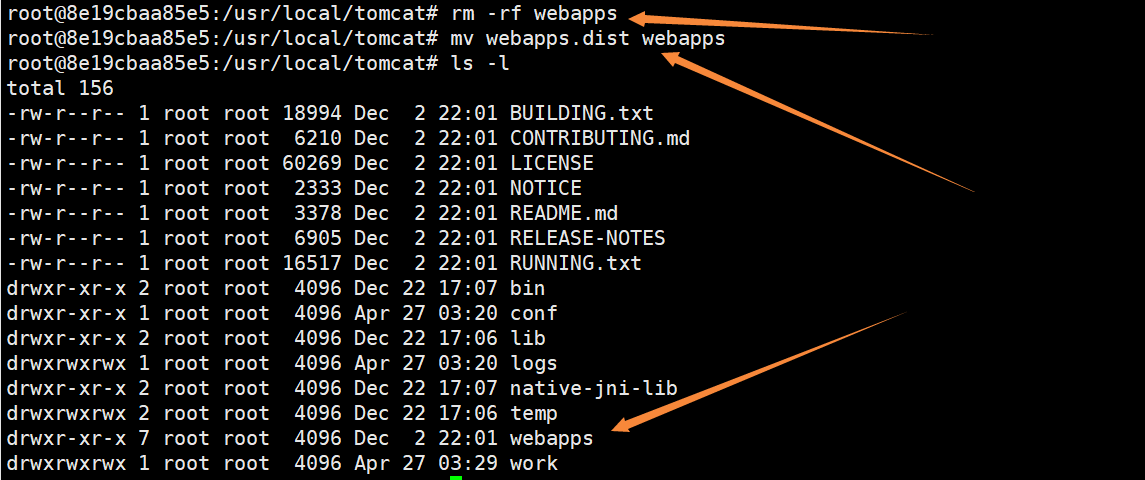 root@8e19cbaa85e5:/usr/local/tomcat# rm -rf webapps
root@8e19cbaa85e5:/usr/local/tomcat# mv webapps.dist webapps
root@8e19cbaa85e5:/usr/local/tomcat# ls -l
total 156
-rw-r--r-- 1 root root 18994 Dec  2 22:01 BUILDING.txt
-rw-r--r-- 1 root root  6210 Dec  2 22:01 CONTRIBUTING.md
-rw-r--r-- 1 root root 60269 Dec  2 22:01 LICENSE
-rw-r--r-- 1 root root  2333 Dec  2 22:01 NOTICE
-rw-r--r-- 1 root root  3378 Dec  2 22:01 README.md
-rw-r--r-- 1 root root  6905 Dec  2 22:01 RELEASE-NOTES
-rw-r--r-- 1 root root 16517 Dec  2 22:01 RUNNING.txt
drwxr-xr-x 2 root root  4096 Dec 22 17:07 bin
drwxr-xr-x 1 root root  4096 Apr 27 03:20 conf
drwxr-xr-x 2 root root  4096 Dec 22 17:06 lib
drwxrwxrwx 1 root root  4096 Apr 27 03:20 logs
drwxr-xr-x 2 root root  4096 Dec 22 17:07 native-jni-lib
drwxrwxrwx 2 root root  4096 Dec 22 17:06 temp
drwxr-xr-x 7 root root  4096 Dec  2 22:01 webapps
drwxrwxrwx 1 root root  4096 Apr 27 03:29 work